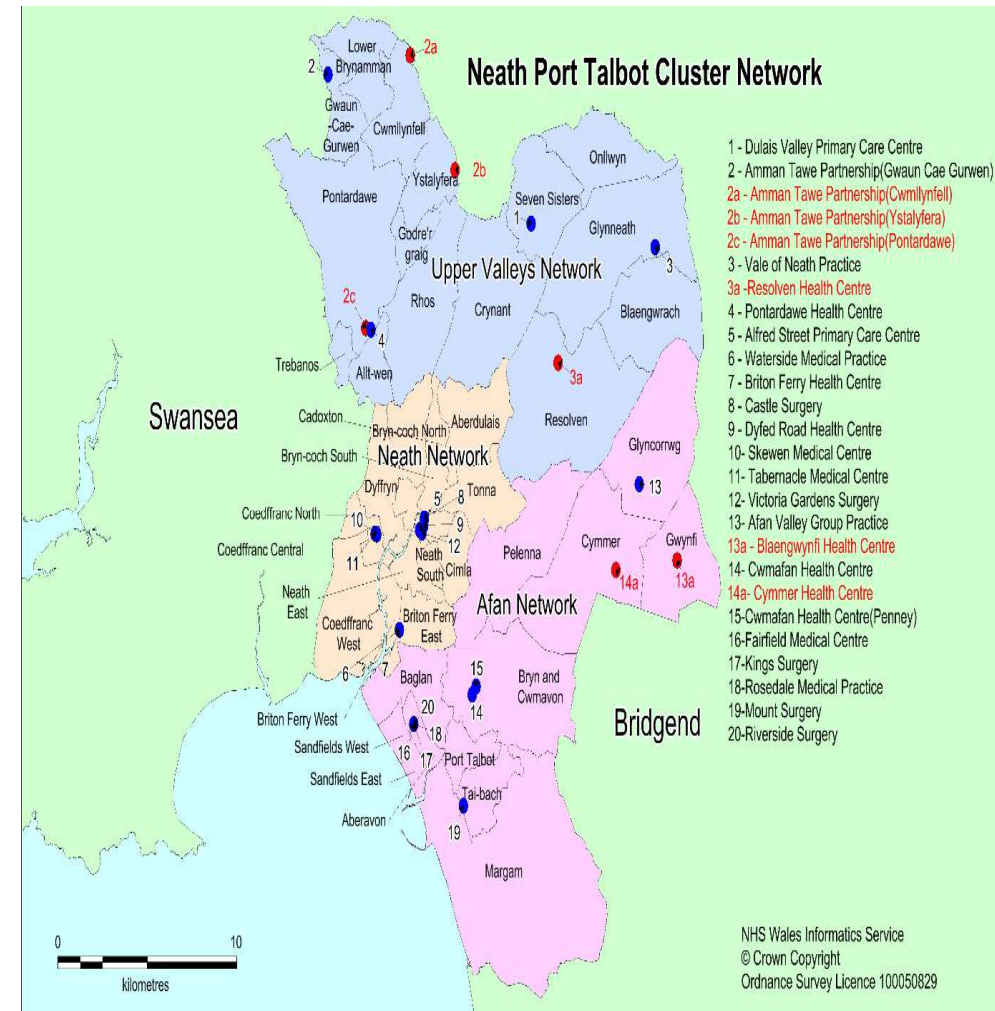 Neath Port Talbot Cluster Network
Lower
Brynamman
2
2a
Gwaun
-Cae-
Gurwen
Cwmllynfell
Ystalyfera
2b
Pontardawe
Onllwyn
Seven Sisters
1
Glynneath
3
Godre'r
graig
Upper Valleys Network
Rhos
Crynant
Blaengwrach
2c
4
Trebanos
Allt-wen
3a
Resolven
Swansea
Cadoxton
Aberdulais
Bryn-coch North
Neath Network
Bryn-coch South
Dyffryn
5
8
Tonna
Coedffranc North
10
9
Coedffranc Central
11
12
Neath
South
Cimla
Neath
East
Coedffranc
West
Briton Ferry
East
6
7
Briton Ferry West
Glyncorrwg
13
Pelenna
Cymmer
Gwynfi
14a
13a
Afan Network
Baglan
15
14
Bryn and
Cwmavon
20
Sandfields West
16
18
17
Port Talbot
Sandfields East
Tai-bach
Aberavon
19
Margam
Bridgend
1 - Dulais Valley Primary Care Centre
2 - Amman Tawe Partnership(Gwaun Cae Gurwen)
2a - Amman Tawe Partnership(Cwmllynfell)
2b - Amman Tawe Partnership(Ystalyfera)
2c - Amman Tawe Partnership(Pontardawe)
3 - Vale of Neath Practice
3a -Resolven Health Centre
4 - Pontardawe Health Centre
5 - Alfred Street Primary Care Centre
6 - Waterside Medical Practice
7 - Briton Ferry Health Centre
8 - Castle Surgery
9 - Dyfed Road Health Centre
10 - Skewen Medical Centre
11 - Tabernacle Medical Centre
12 - Victoria Gardens Surgery
13- Afan Valley Group Practice
13a - Blaengwynfi Health Centre
14- Cwmafan Health Centre
14a- Cymmer Health Centre
15-Cwmafan Health Centre(Penney)
16-Fairfield Medical Centre
17-Kings Surgery
18-Rosedale Medical Practice
19-Mount Surgery
20-Riverside Surgery
0
10
kilometres
NHS Wales Informatics Service
© Crown Copyright
Ordnance Survey Licence 100050829